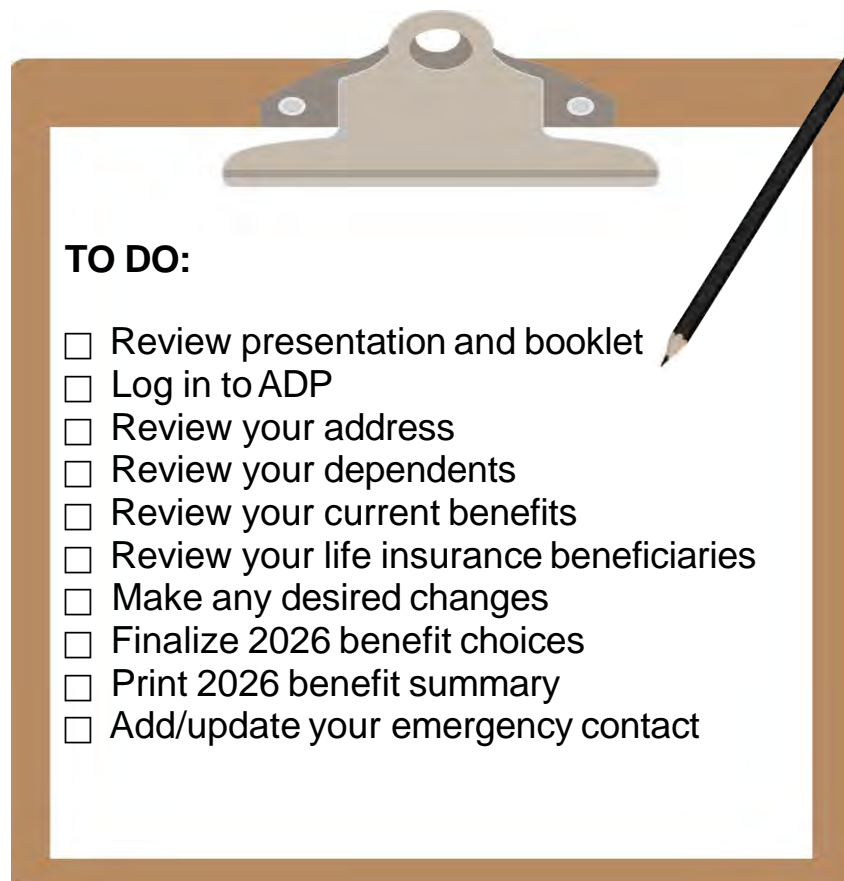 TO DO:
☐ Review presentation and booklet
☐ Log in to ADP
☐ Review your address
☐ Review your dependents
☐ Review your current benefits
☐ Review your life insurance beneficiaries
☐ Make any desired changes
☐ Finalize 2026 benefit choices
☐ Print 2026 benefit summary
☐ Add/update your emergency contact